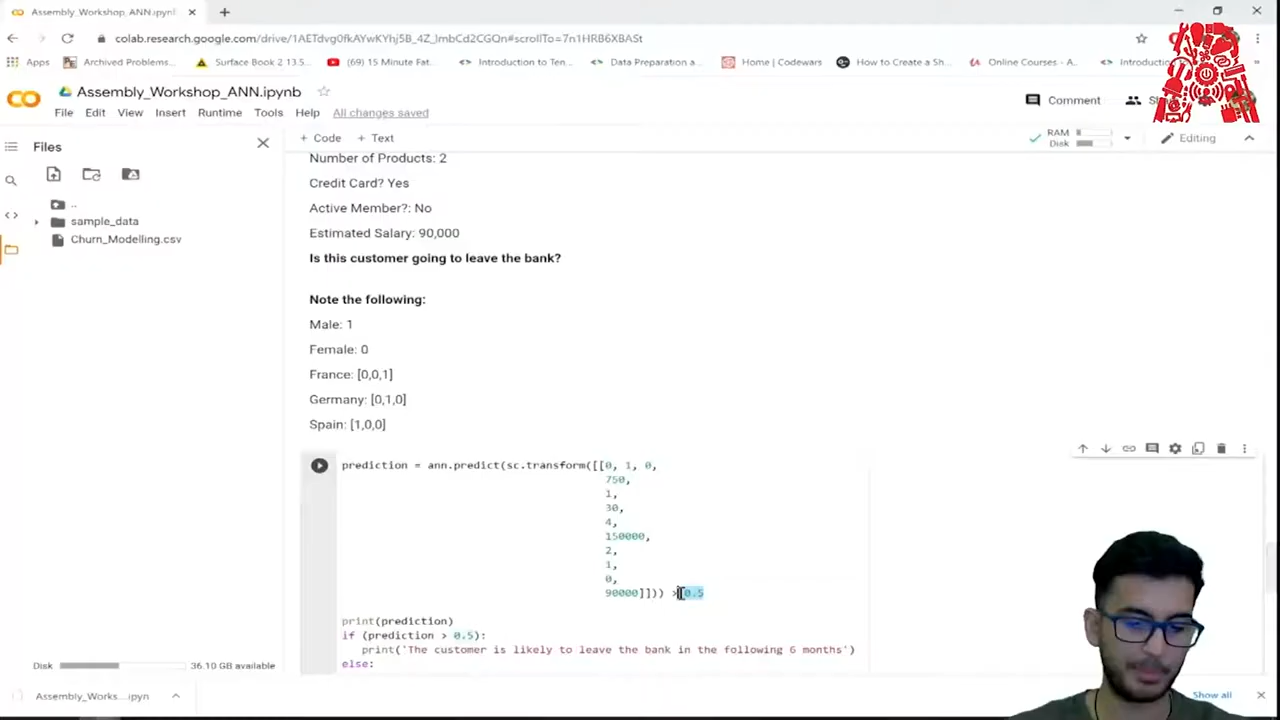 Assembly_Workshop_ANN.ipynb
colab.research.google.com/drive/1AETdvg0fkAYwKYhj5B_4Z_lmbCd2CGQn#scrollTo=7n1HRB6XBASt
Apps Archived Problems... Surface Book 2 13.5... (69) 15 Minute Fat... Introduction to Ten... Data Preparation a... Home | Codewars How to Create a Sh... Online Courses - A... Introduction
Assembly_Workshop_ANN.ipynb
Comment
File Edit View Insert Runtime Tools Help All changes saved
+ Code + Text
RAM
Disk
Editing
Files
..
sample_data
Churn_Modelling.csv
Number of Products: 2
Credit Card? Yes
Active Member?: No
Estimated Salary: 90,000
Is this customer going to leave the bank?
Note the following:
Male: 1
Female: 0
France: [0,0,1]
Germany: [0,1,0]
Spain: [1,0,0]
prediction = ann.predict(sc.transform([[0, 1, 0,
750,
1,
30,
4,
150000,
2,
1,
0,
90000]])) > 0.5
print(prediction)
if (prediction > 0.5):
print('The customer is likely to leave the bank in the following 6 months')
else:
Disk 36.10 GB available
Assembly_Works....ipyn
Show all